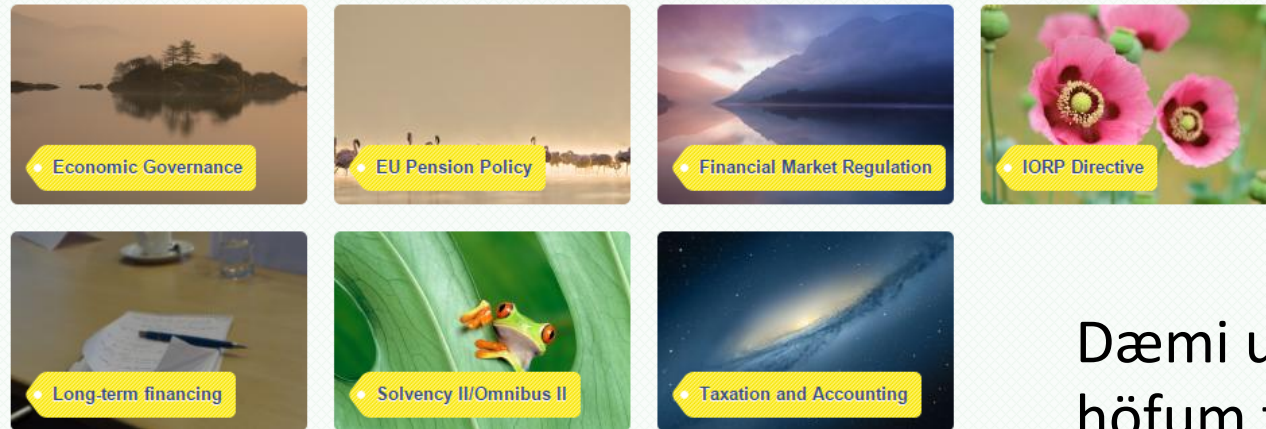 Economic Governance
EU Pension Policy
Financial Market Regulation
IORP Directive
Long-term financing
Solvency II/Omnibus II
Taxation and Accounting
Dæmi
höfum